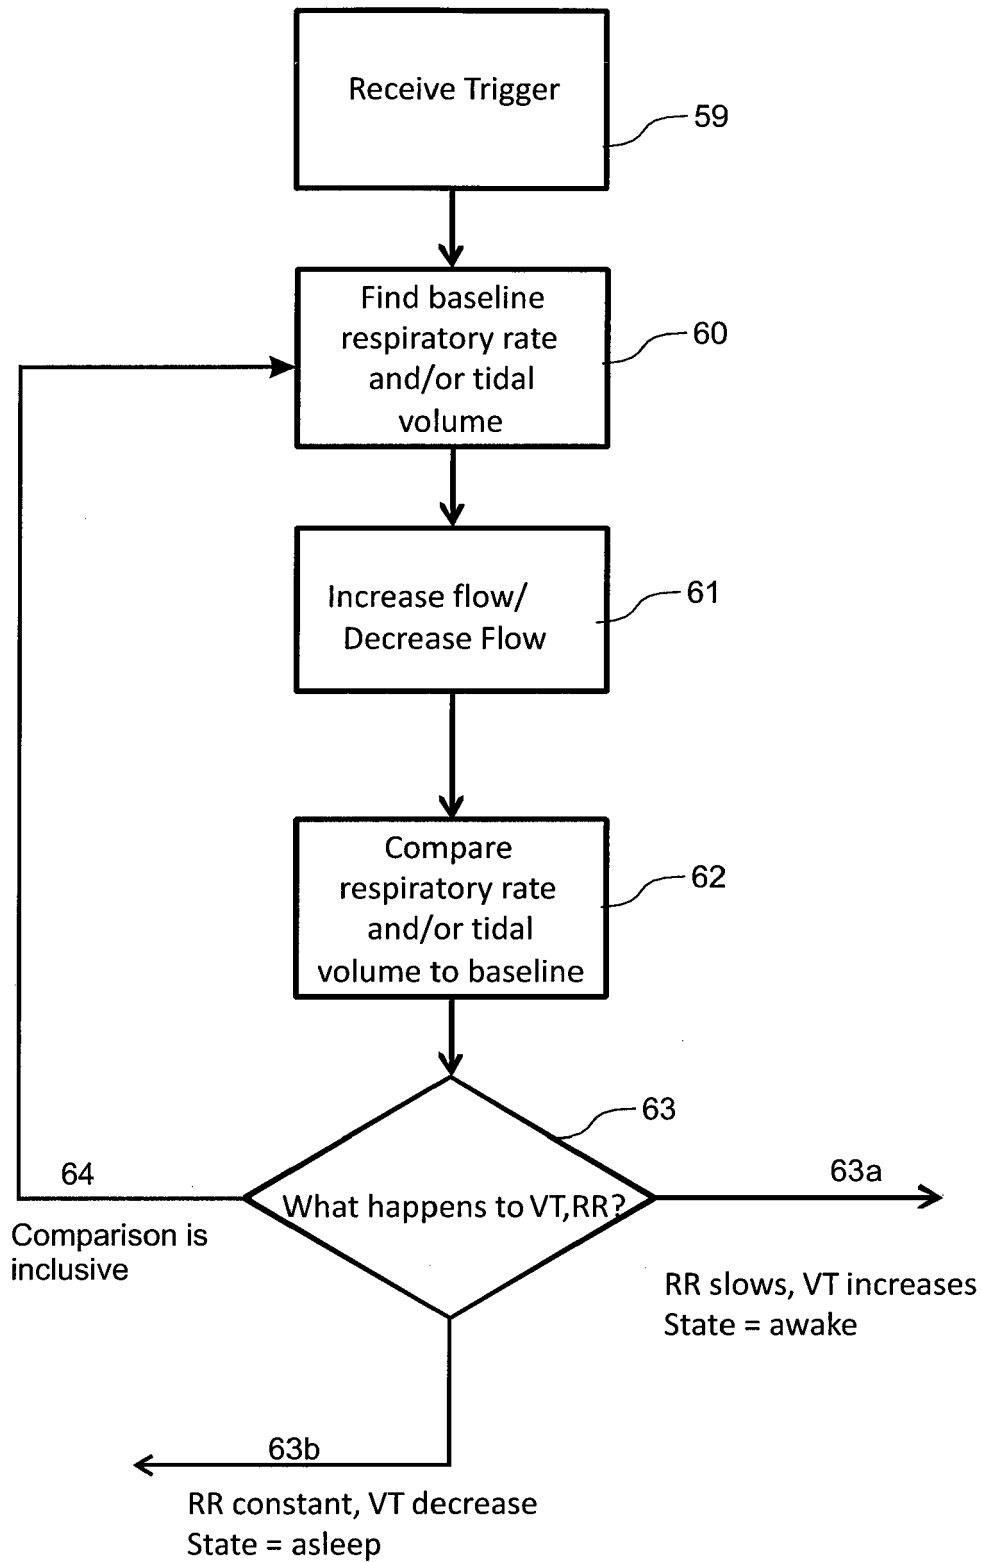 Receive Trigger
59
Find baseline
respiratory rate
and/or tidal
volume
60
Increase flow/
Decrease Flow
61
Compare
respiratory rate
and/or tidal
volume to baseline
62
63
What happens to VT,RR?
64
Comparison is
inclusive
63a
RR slows, VT increases
State = awake
63b
RR constant, VT decrease
State = asleep